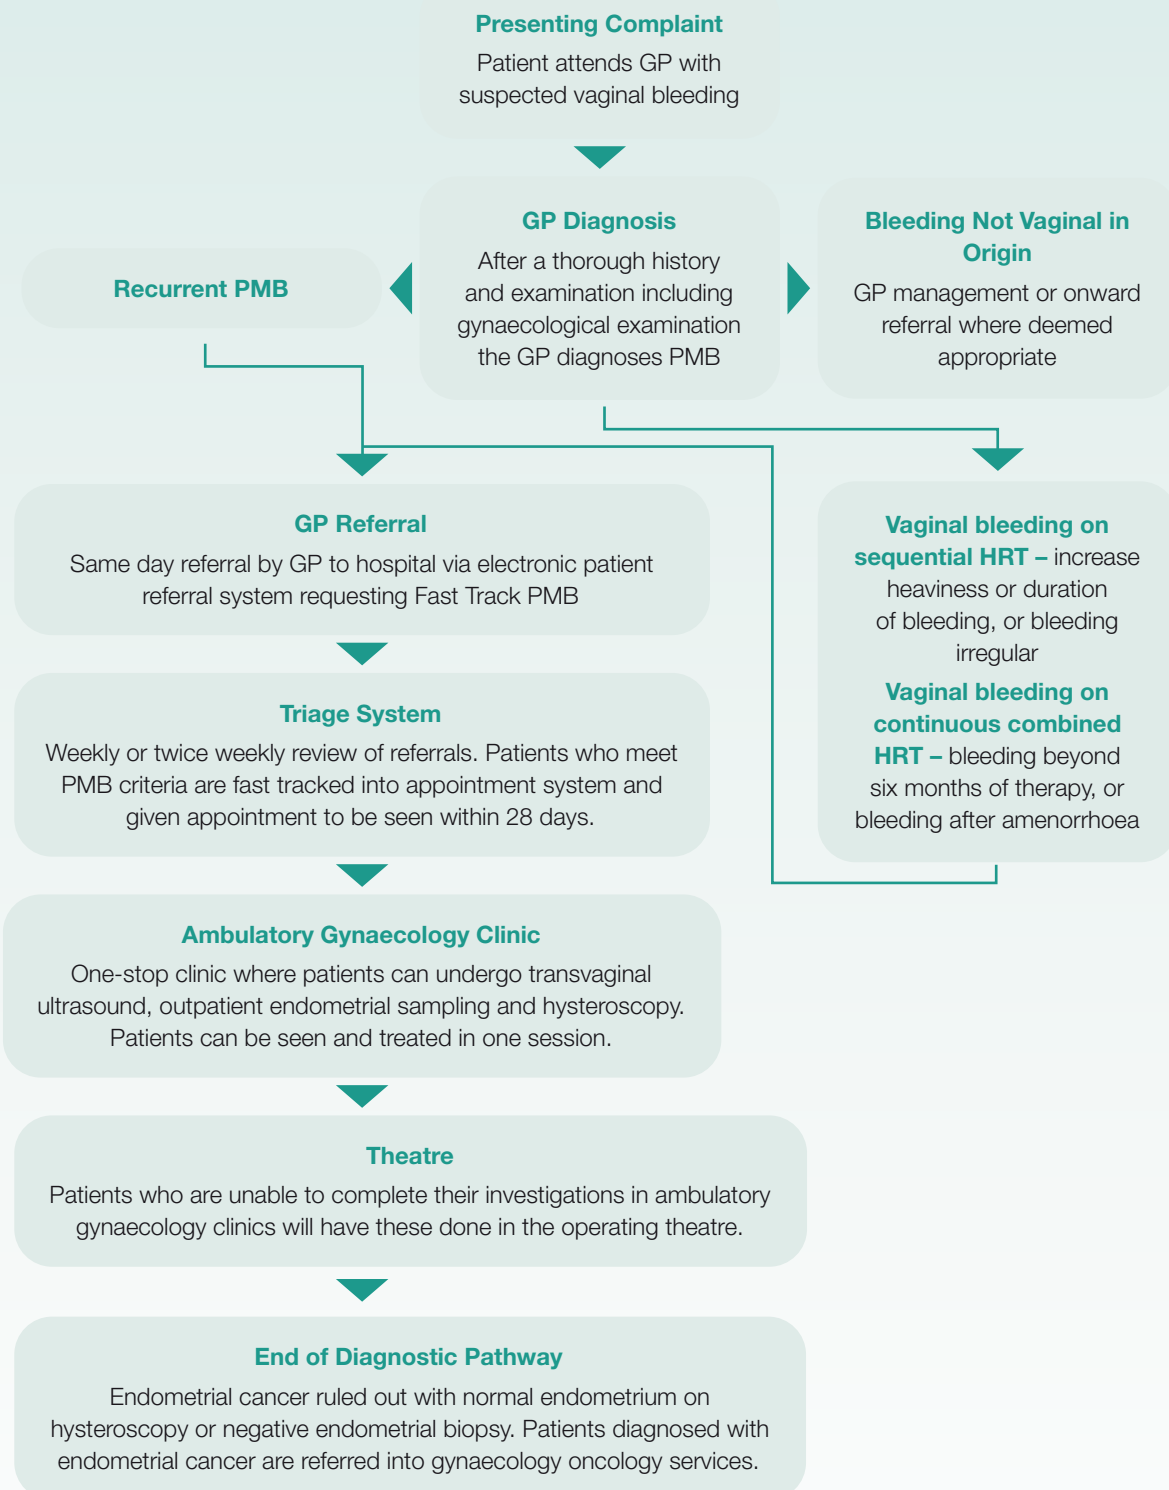 Presenting Complaint
Patient attends GP with
suspected vaginal bleeding
GP Diagnosis
After a thorough history
and examination including
gynaecological examination
the GP diagnoses PMB
Bleeding Not Vaginal in
Origin
GP management or onward
referral where deemed
appropriate
Recurrent PMB
GP Referral
Same day referral by GP to hospital via electronic patient
referral system requesting Fast Track PMB
Vaginal bleeding on
sequential HRT – increase
heaviness or duration
of bleeding, or bleeding
irregular
Vaginal bleeding on
continuous combined
HRT – bleeding beyond
six months of therapy, or
bleeding after amenorrhoea
Triage System
Weekly or twice weekly review of referrals. Patients who meet
PMB criteria are fast tracked into appointment system and
given appointment to be seen within 28 days.
Ambulatory Gynaecology Clinic
One-stop clinic where patients can undergo transvaginal
ultrasound, outpatient endometrial sampling and hysteroscopy.
Patients can be seen and treated in one session.
Theatre
Patients who are unable to complete their investigations in ambulatory
gynaecology clinics will have these done in the operating theatre.
End of Diagnostic Pathway
Endometrial cancer ruled out with normal endometrium on
hysteroscopy or negative endometrial biopsy. Patients diagnosed with
endometrial cancer are referred into gynaecology oncology services.